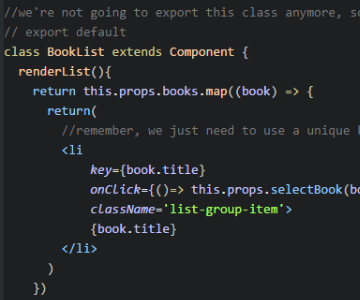 //we're not going to export this class anymore, so
// export default
class BookList extends Component {
renderList(){
return this.props.books.map((book) => {
return(
//remember, we just need to use a unique
<li
key={book.title}
onClick={()=> this.props.selectBook(bo
className='list-group-item'>
{book.title}
</li>
)
})